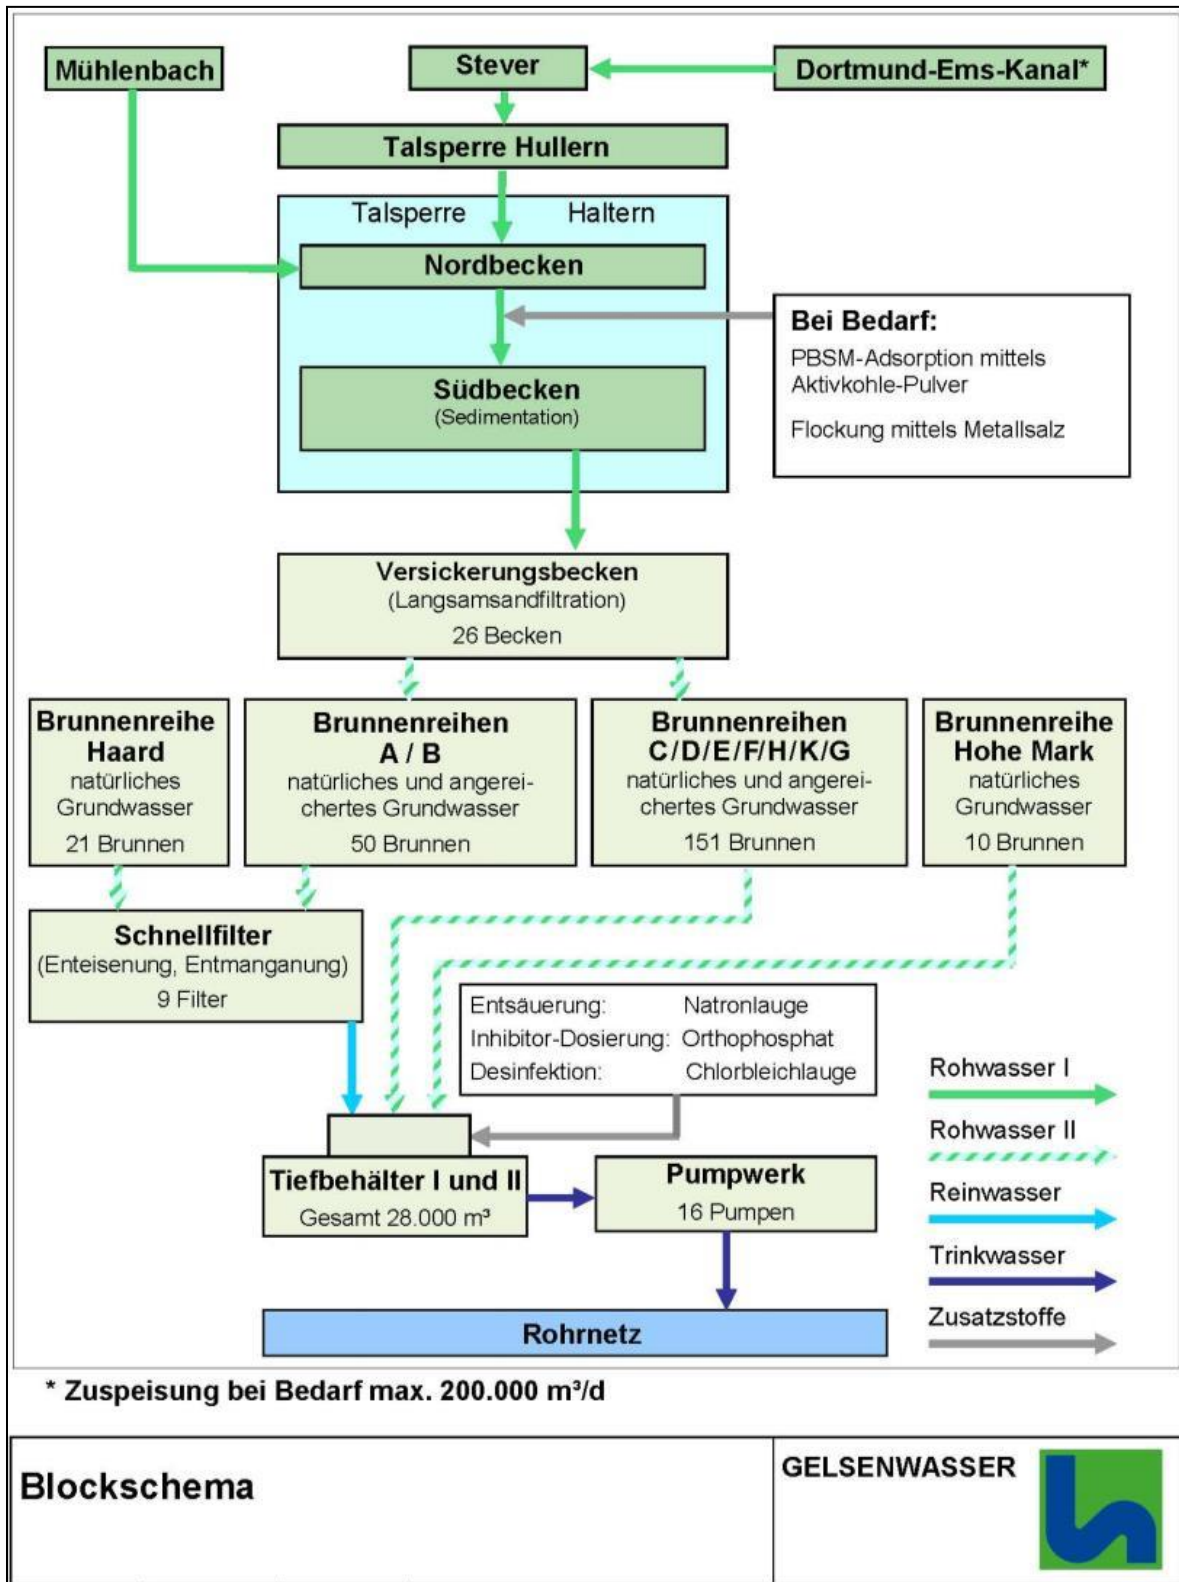 Mühlenbach
Stever
Dortmund-Ems-Kanal*
Talsperre Hullern
Talsperre Haltern
Nordbecken
Bei Bedarf:
PBSM-Adsorption mittels
Aktivkohle-Pulver
Flockung mittels Metallsalz
Südbecken
(Sedimentation)
Versickerungsbecken
(Langsamsandfiltration)
26 Becken
Brunnenreihe
Haard
natürliches
Grundwasser
21 Brunnen
Brunnenreihen
A / B
natürliches und angerei-
chertes Grundwasser
50 Brunnen
Brunnenreihen
C/D/E/F/H/K/G
natürliches und angerei-
chertes Grundwasser
151 Brunnen
Brunnenreihe
Hohe Mark
natürliches
Grundwasser
10 Brunnen
Schnellfilter
(Enteisenung, Entmanganung)
9 Filter
Entsäuerung: Natronlauge
Inhibitor-Dosierung: Orthophosphat
Desinfektion: Chlorbleichlauge
Tiefbehälter I und II
Gesamt 28.000 m³
Pumpwerk
16 Pumpen
Rohrnetz
Rohwasser I
Rohwasser II
Reinwasser
Trinkwasser
Zusatzstoffe
* Zuspeisung bei Bedarf max. 200.000 m³/d
Blockschema
GELSENWASSER